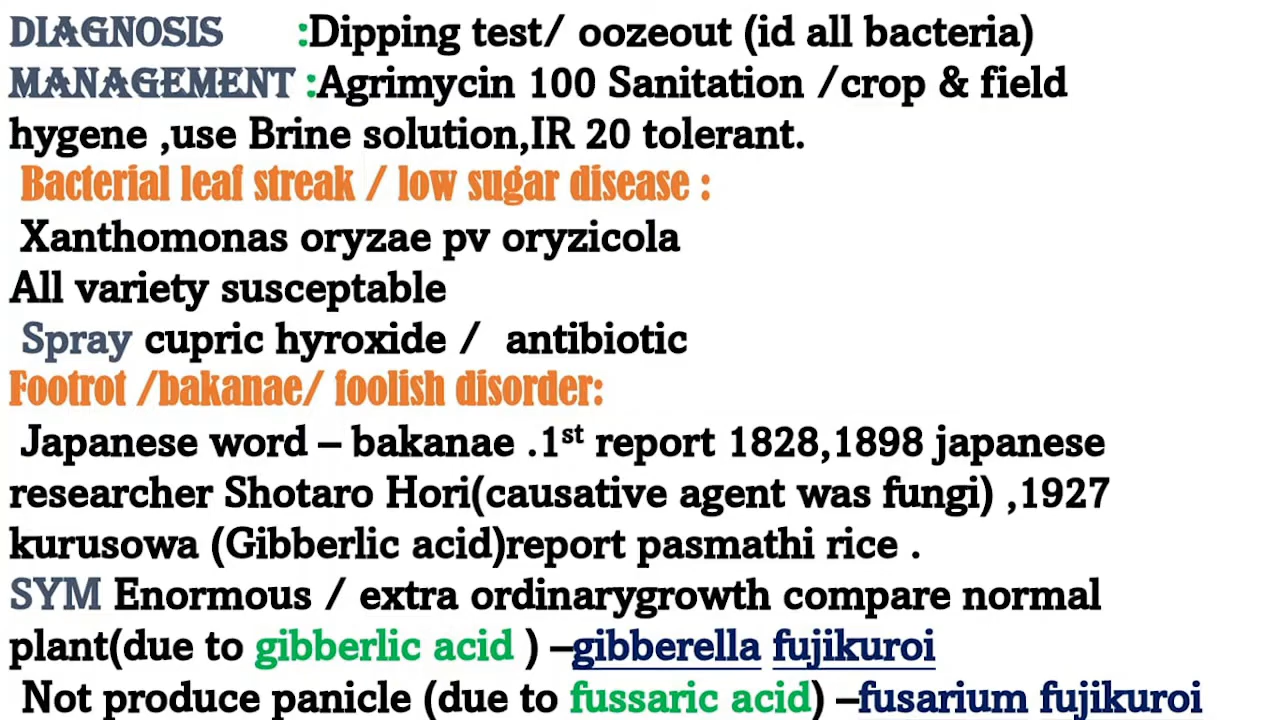 DIAGNOSIS :Dipping test/ oozeout (id all bacteria)
MANAGEMENT :Agrimycin 100 Sanitation /crop & field
hygene ,use Brine solution,IR 20 tolerant.
Bacterial leaf streak / low sugar disease :
Xanthomonas oryzae pv oryzicola
All variety susceptable
Spray cupric hyroxide / antibiotic
Footrot /bakanae/ foolish disorder:
Japanese word – bakanae .1st report 1828,1898 japanese
researcher Shotaro Hori(causative agent was fungi) ,1927
kurusowa (Gibberlic acid)report pasmathi rice .
SYM Enormous / extra ordinarygrowth compare normal
plant(due to gibberlic acid ) –gibberella fujikuroi
Not produce panicle (due to fussaric acid) –fusarium fujikuroi